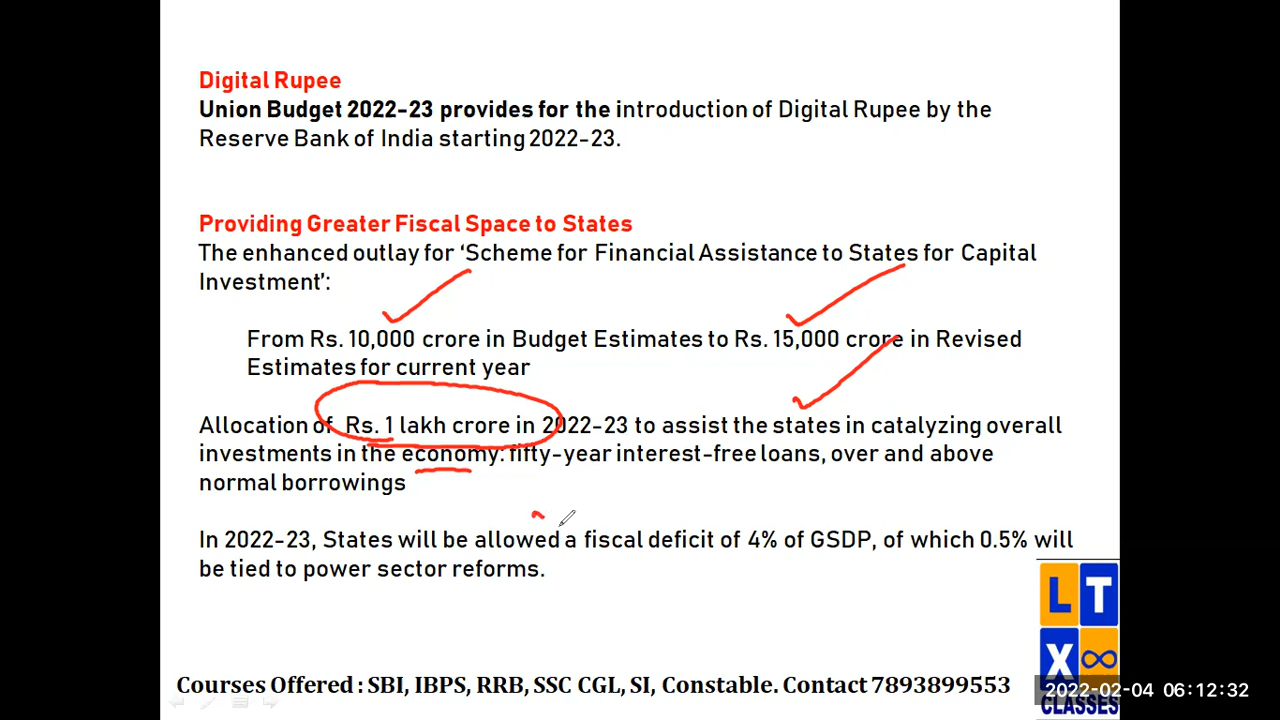 Digital Rupee
Union Budget 2022-23 provides for the introduction of Digital Rupee by the
Reserve Bank of India starting 2022-23.
Providing Greater Fiscal Space to States
The enhanced outlay for ‘Scheme for Financial Assistance to States for Capital
Investment’:
From Rs. 10,000 crore in Budget Estimates to Rs. 15,000 crore in Revised
Estimates for current year
Allocation of Rs. 1 lakh crore in 2022-23 to assist the states in catalyzing overall
investments in the economy: fifty-year interest-free loans, over and above
normal borrowings
In 2022-23, States will be allowed a fiscal deficit of 4% of GSDP, of which 0.5% will
be tied to power sector reforms.
L T
X ∞
CLASSES
Courses Offered : SBI, IBPS, RRB, SSC CGL, SI, Constable. Contact 7893899553
2022-02-04 06:12:32